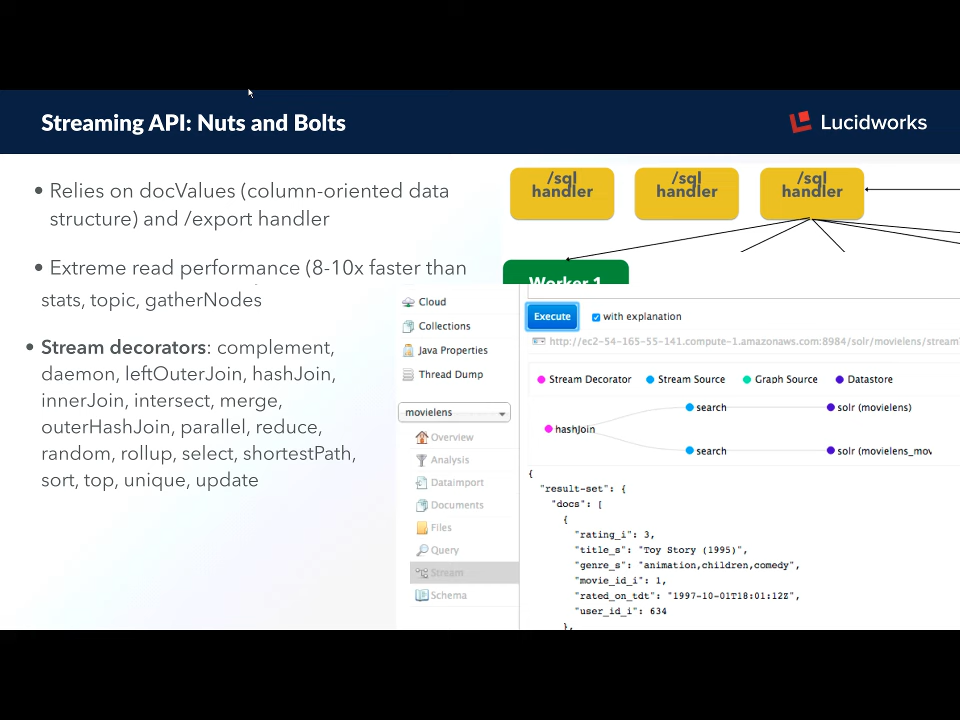 Streaming API: Nuts and Bolts
Lucidworks
• Relies on docValues (column-oriented data
structure) and /export handler
• Extreme read performance (8-10x faster than
stats, topic, gatherNodes
• Stream decorators: complement,
daemon, leftOuterJoin, hashJoin,
innerJoin, intersect, merge,
outerHashJoin, parallel, reduce,
random, rollup, select, shortestPath,
sort, top, unique, update
/sql
handler
/sql
handler
/sql
handler
Worker 1
Cloud
Collections
Java Properties
Thread Dump
movielens
Overview
Analysis
Dataimport
Documents
Files
Query
Stream
Schema
Execute
with explanation
http://ec2-54-165-55-141.compute-1.amazonaws.com:8984/solr/movielens/stream
Stream Decorator Stream Source Graph Source Datastore
search solr (movielens)
hashJoin
search solr (movielens_mov
{
"result-set": {
"docs": [
{
"rating_i": 3,
"title_s": "Toy Story (1995)",
"genre_s": "animation,children,comedy",
"movie_id_i": 1,
"rated_on_tdt": "1997-10-01T18:01:12Z",
"user_id_i": 634
},